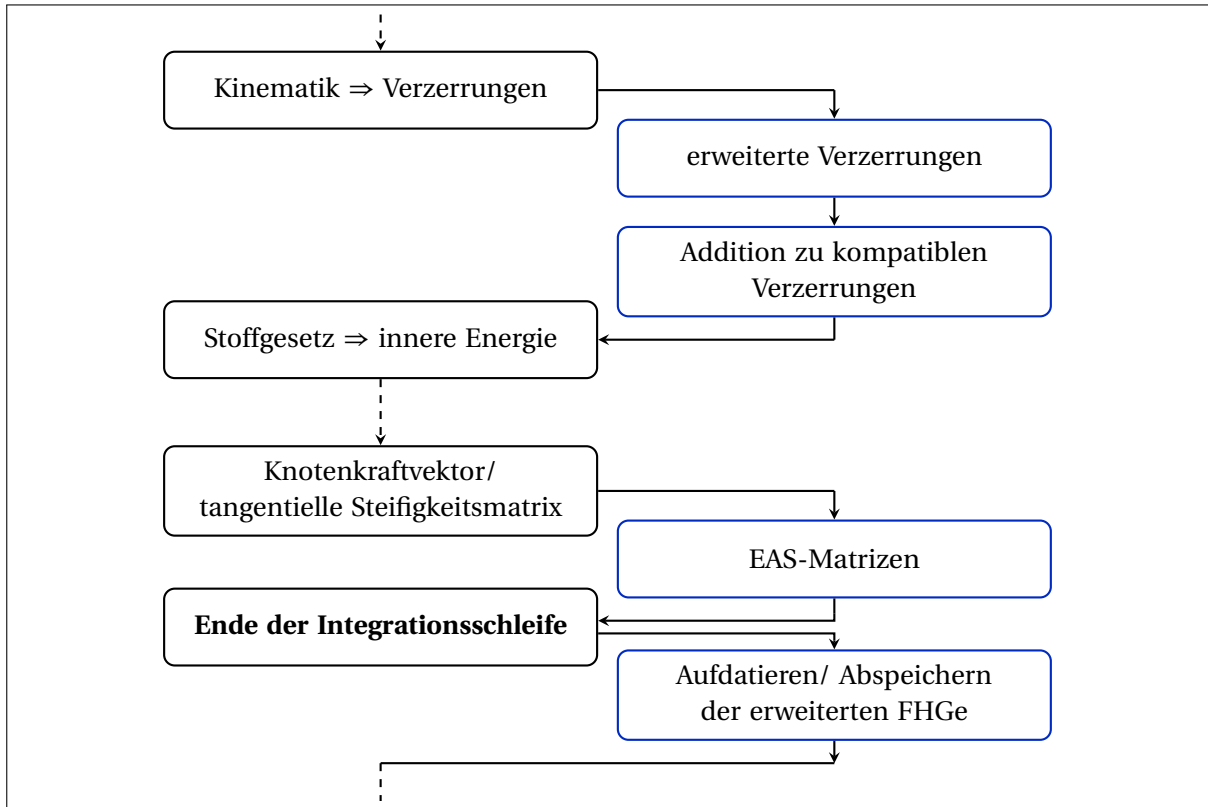 Kinematik ⇒ Verzerrungen
erweiterte Verzerrungen
Addition zu kompatiblen
Verzerrungen
Stoffgesetz ⇒ innere Energie
Knotenkraftvektor/
tangentielle Steifigkeitsmatrix
EAS-Matrizen
Ende der Integrationsschleife
Aufdatieren/ Abspeichern
der erweiterten FHGe